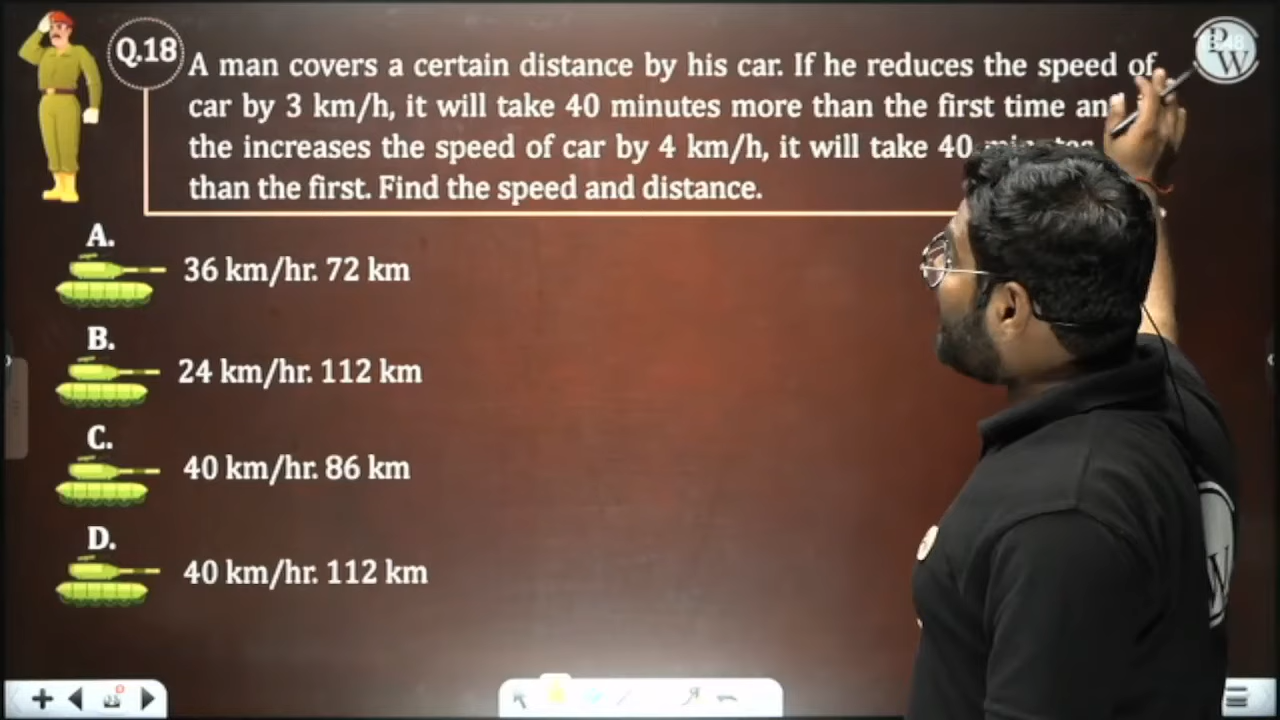 Q.18
A man covers a certain distance by his car. If he reduces the speed of
car by 3 km/h, it will take 40 minutes more than the first time
the increases the speed of car by 4 km/h, it will take 40
than the first. Find the speed and distance.
A.
36 km/hr. 72 km
B.
24 km/hr. 112 km
C.
40 km/hr. 86 km
D.
40 km/hr. 112 km
PW
W